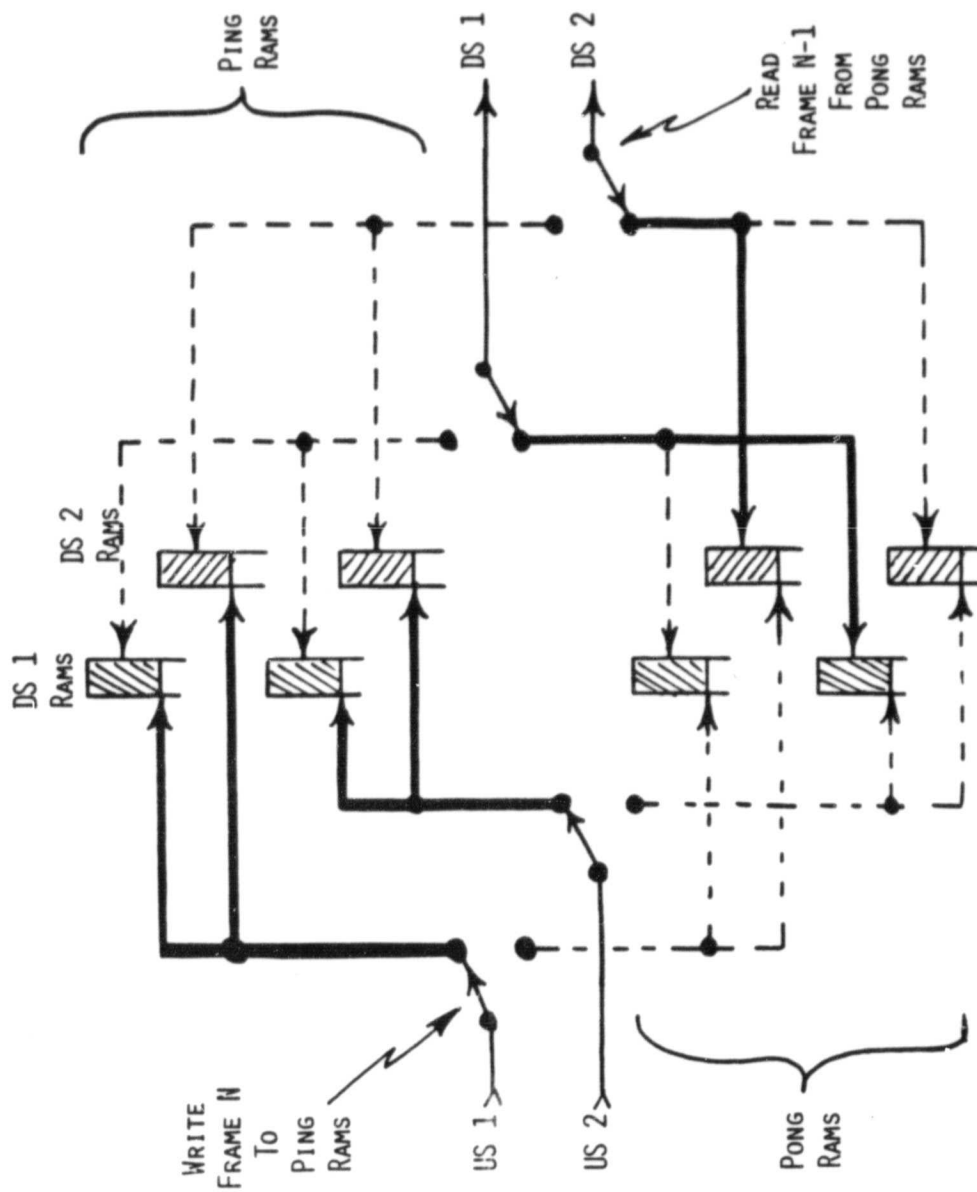 PING
RAMS
DS 1
RAMS
DS 2
RAMS
WRITE
FRAME N
TO
PING
RAMS
US 1
US 2
DS 1
DS 2
READ
FRAME N-1
FROM
PONG
RAMS
PONG
RAMS